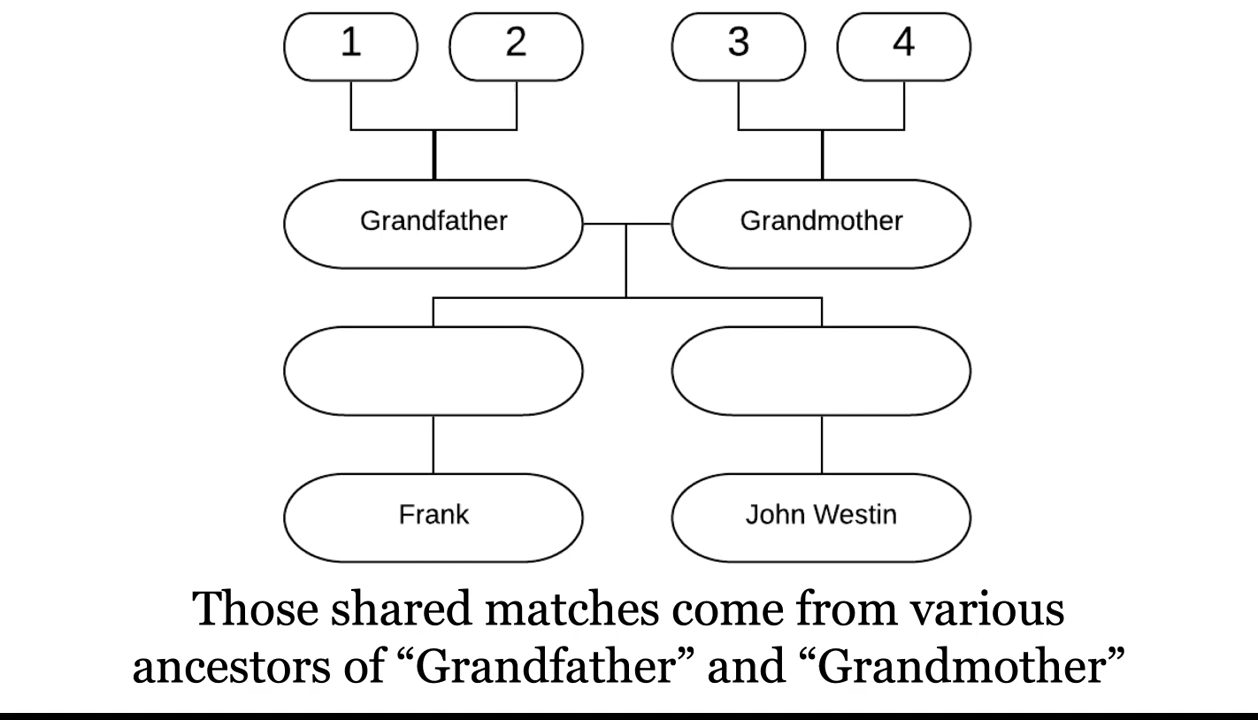 1
2
3
4
Grandfather
Grandmother
Frank
John Westin
Those shared matches come from various
ancestors of “Grandfather” and “Grandmother”